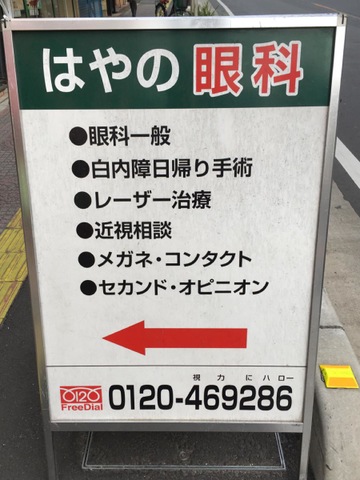 はやの眼科
●眼科一般
●白内障日帰り手術
●レーザー治療
●近視相談
●メガネ・コンタクト
●セカンド・オピニオン
視力にハロー
0120
FreeDial
0120-469286